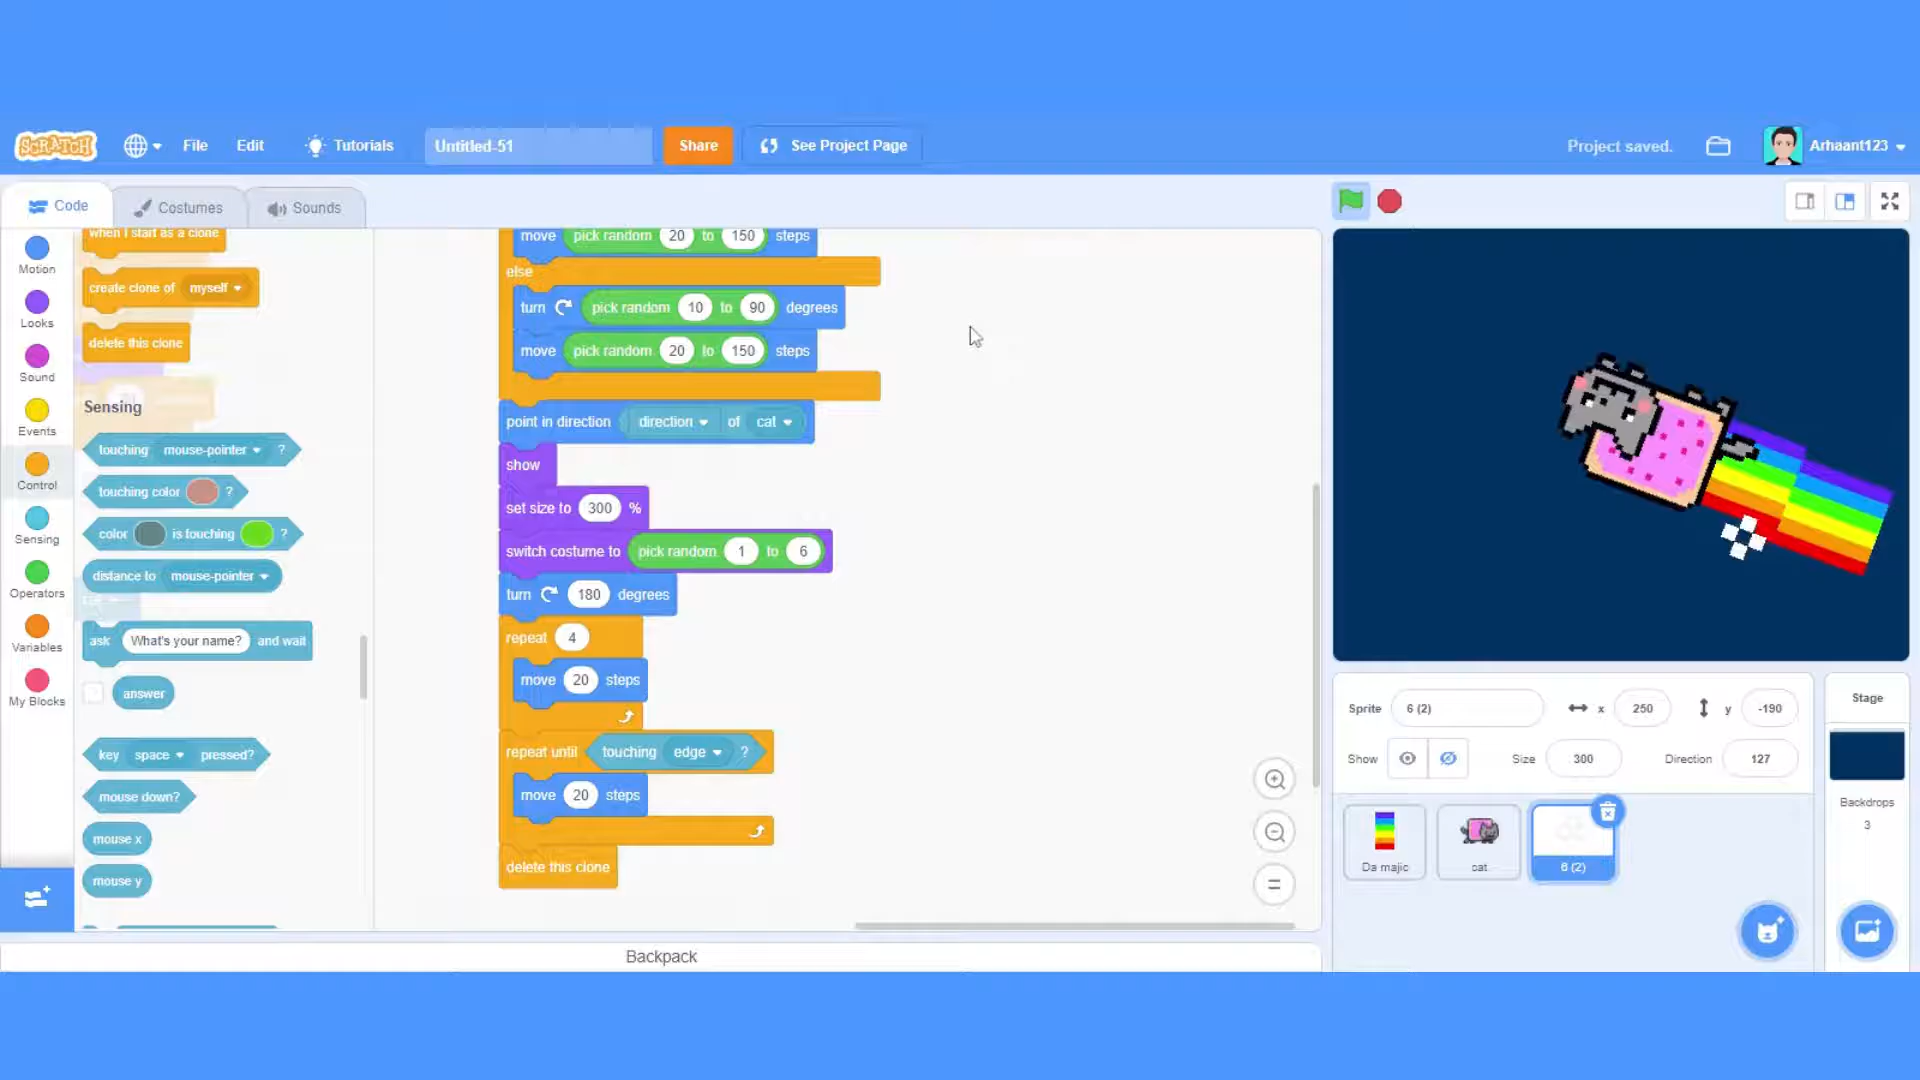 SCRATCH File Edit Tutorials Untitled-51 Share See Project Page Project saved. Arhaant123
Code Costumes Sounds
Motion
Looks
Sound
Events
Control
Sensing
Operators
Variables
My Blocks
when I start as a clone
create clone of myself
delete this clone
Sensing
touching mouse-pointer ?
touching color ?
color is touching ?
distance to mouse-pointer
ask What's your name? and wait
answer
key space pressed?
mouse down?
mouse x
mouse y
move pick random 20 to 150 steps
else
turn pick random 10 to 90 degrees
move pick random 20 to 150 steps
point in direction direction of cat
show
set size to 300 %
switch costume to pick random 1 to 6
turn 180 degrees
repeat 4
move 20 steps
repeat until touching edge ?
move 20 steps
delete this clone
Backpack
Sprite 6 (2) x 250 y -190
Show Size 300 Direction 127
Da majic cat 6 (2)
Stage
Backdrops
3